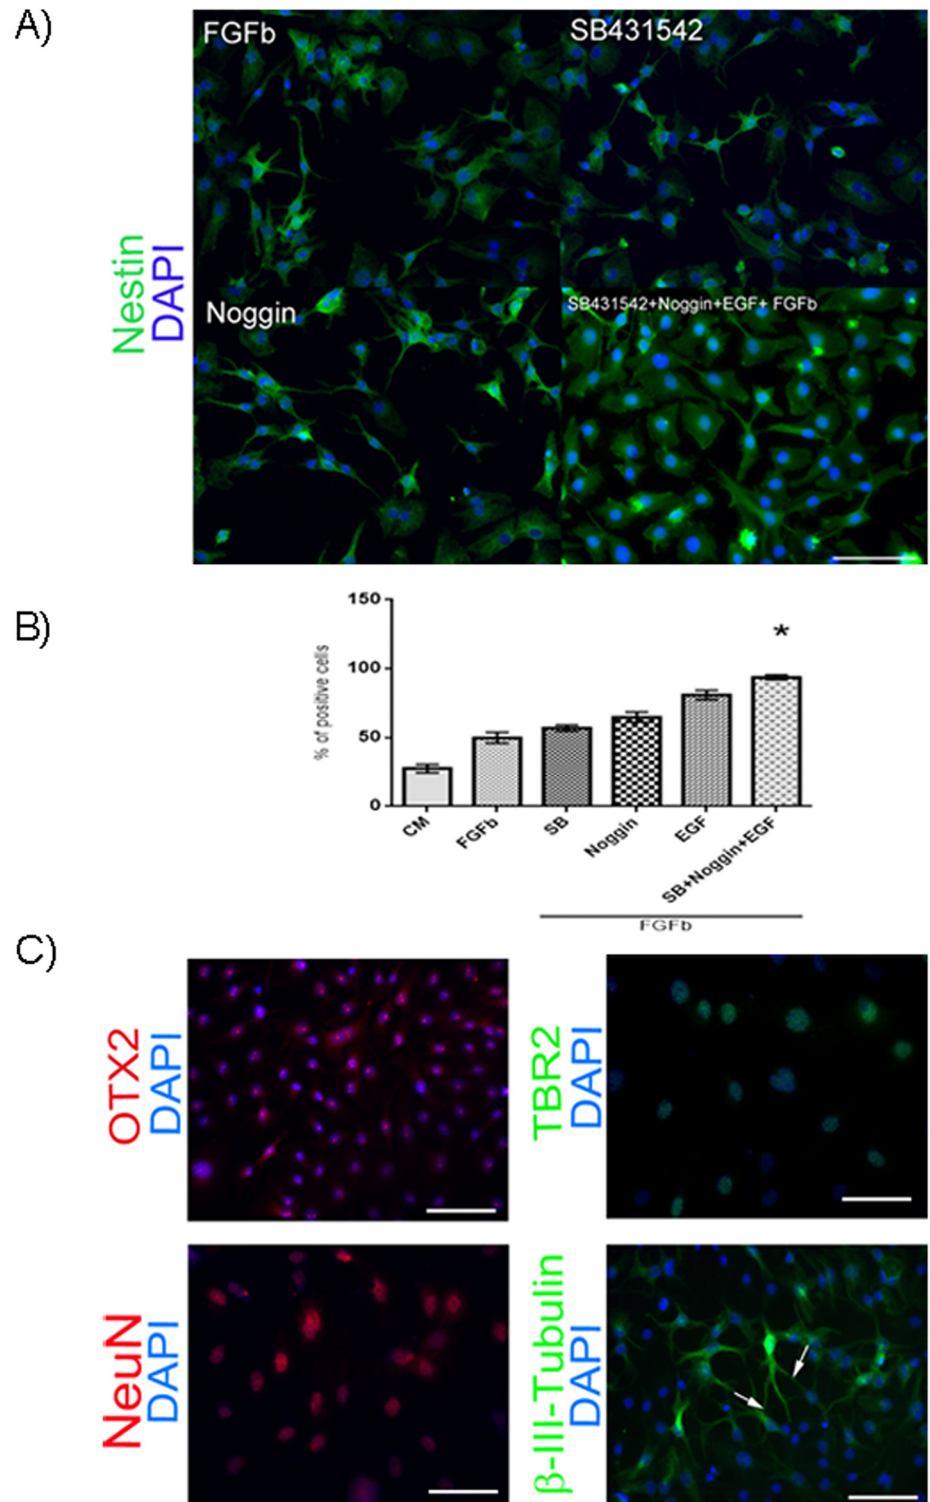 A)
FGFb
SB431542
Nestin
DAPI
Noggin
SB431542+Noggin+EGF+ FGFb
B)
150
100
50
0
% of positive cells
*
CM
FGFb
SB
Noggin
EGF
SB+Noggin+EGF
FGFb
C)
OTX2
DAPI
TBR2
DAPI
NeuN
DAPI
β-III-Tubulin
DAPI